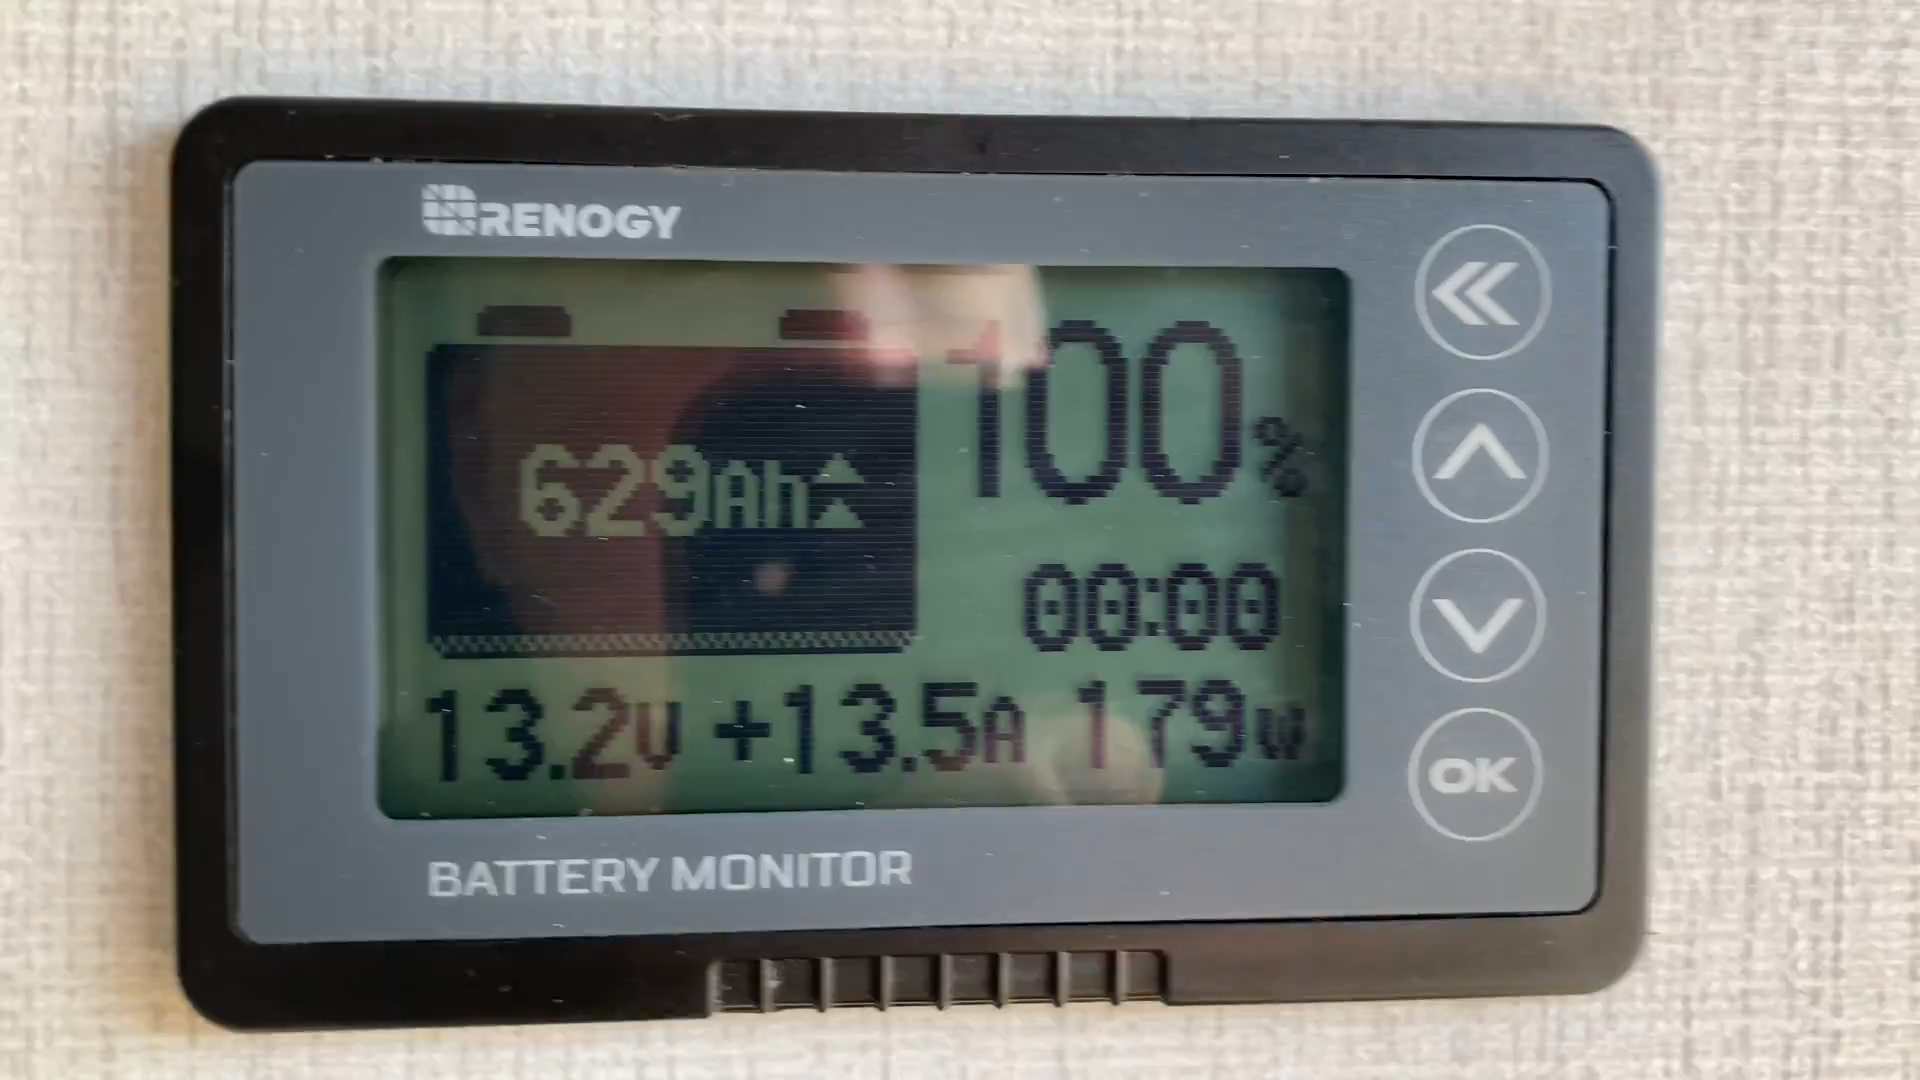 RENOGY
100%
629Ah
00:00
13.2V +13.5A 179W
OK
BATTERY MONITOR